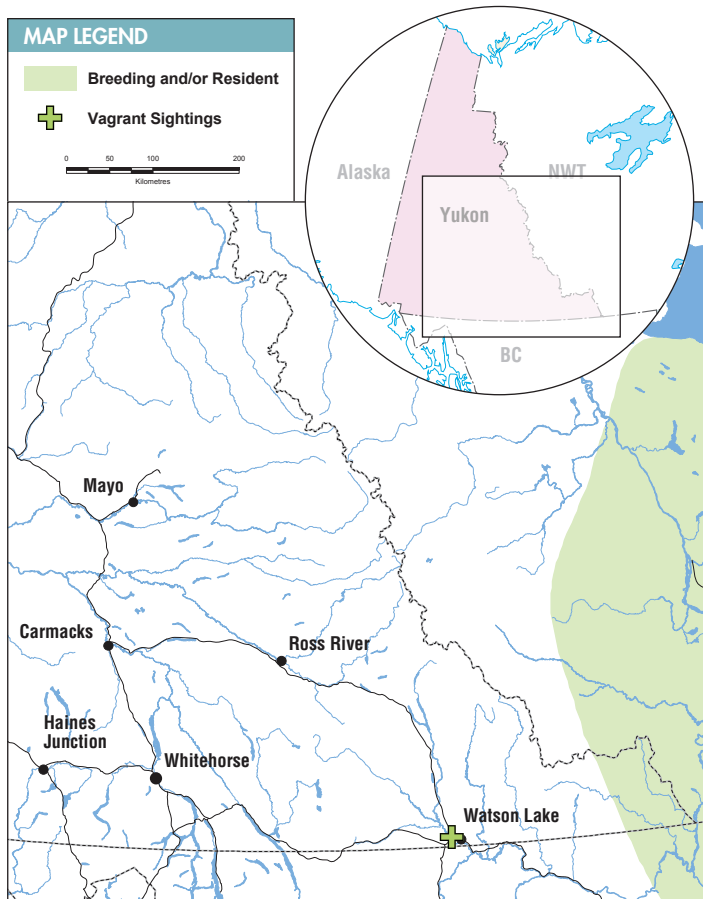 MAP LEGEND
Breeding and/or Resident
Vagrant Sightings
0 50 100 200
Kilometres
Alaska
NWT
Yukon
BC
Mayo
Carmacks
Ross River
Haines
Junction
Whitehorse
Watson Lake